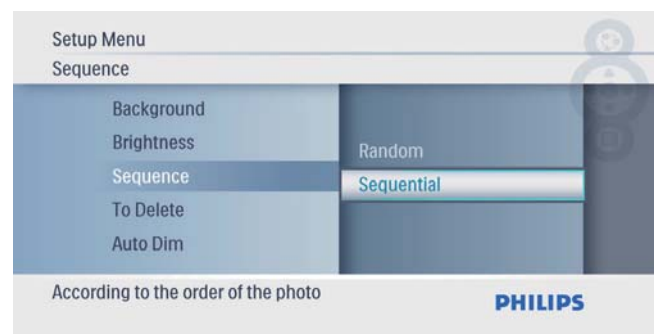 Setup Menu
Sequence
Background
Brightness
Sequence
To Delete
Auto Dim
Random
Sequential
According to the order of the photo
PHILIPS